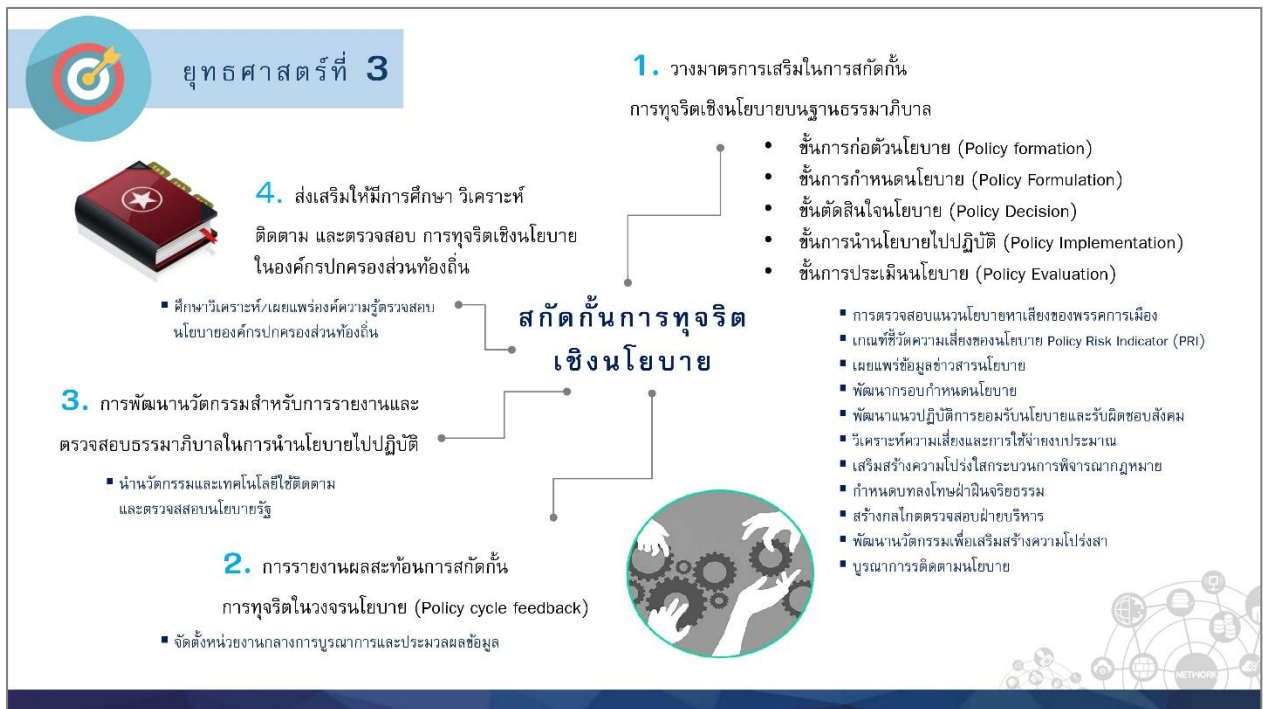 ยุทธศาสตร์ที่ 3
1. วางมาตรการเสริมในการสกัดกั้น
การทุจริตเชิงนโยบายบนฐานธรรมาภิบาล
• ขั้นการก่อตัวนโยบาย (Policy formation)
• ขั้นการกำหนดนโยบาย (Policy Formulation)
• ขั้นตัดสินใจนโยบาย (Policy Decision)
• ขั้นการนำนโยบายไปปฏิบัติ (Policy Implementation)
• ขั้นการประเมินนโยบาย (Policy Evaluation)
▪ การตรวจสอบแนวนโยบายหาเสียงของพรรคการเมือง
▪ เกณฑ์ชี้วัดความเสี่ยงของนโยบาย Policy Risk Indicator (PRI)
▪ เผยแพร่ข้อมูลข่าวสารนโยบาย
▪ พัฒนากรอบกำหนดนโยบาย
▪ พัฒนาแนวปฏิบัติการยอมรับนโยบายและรับผิดชอบสังคม
▪ วิเคราะห์ความเสี่ยงและการใช้จ่ายงบประมาณ
▪ เสริมสร้างความโปร่งใสกระบวนการพิจารณากฎหมาย
▪ กำหนดบทลงโทษฝ่าฝืนจริยธรรม
▪ สร้างกลไกตตรวจสอบฝ่ายบริหาร
▪ พัฒนานวัตกรรมเพื่อเสริมสร้างความโปร่งสา
▪ บูรณาการรติดตามนโยบาย
4. ส่งเสริมให้มีการศึกษา วิเคราะห์
ติดตาม และตรวจสอบ การทุจริตเชิงนโยบาย
ในองค์กรปกครองส่วนท้องถิ่น
▪ ศึกษาวิเคราะห์/เผยแพร่องค์ความรู้ตรวจสอบ
นโยบายองค์กรปกครองส่วนท้องถิ่น
สกัดกั้นการทุจริต
เชิงนโยบาย
3. การพัฒนานวัตกรรมสำหรับการรายงานและ
ตรวจสอบธรรมาภิบาลในการนำนโยบายไปปฏิบัติ
▪ นำนวัตกรรมและเทคโนโลยีใช้ติดตาม
และตรวจสสอบนโยบายรัฐ
2. การรายงานผลสะท้อนการสกัดกั้น
การทุจริตในวงจรนโยบาย (Policy cycle feedback)
▪ จัดตั้งหน่วยงานกลางการบูรณาการและประมวลผลข้อมูล
NETWORK